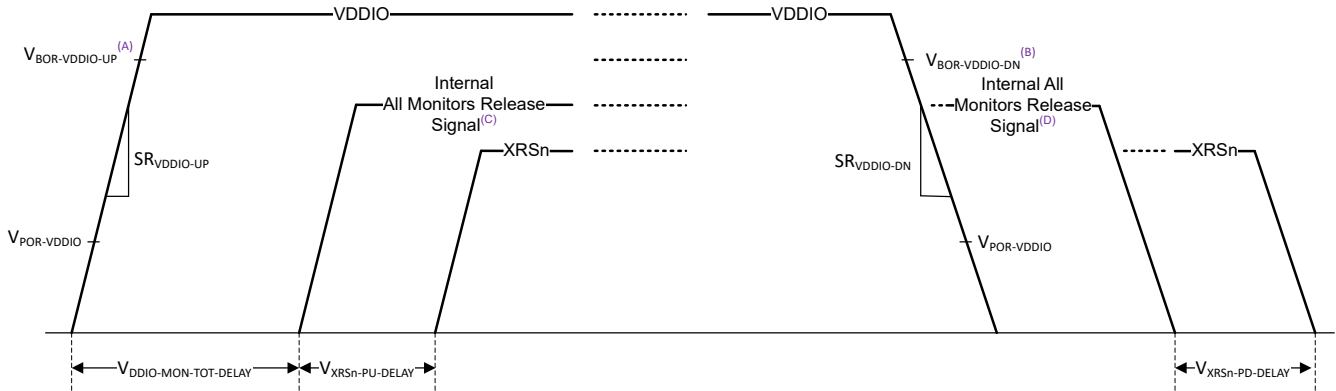 VDDIO
VDDIO
VBOR-VDDIO-UP(A)
VBOR-VDDIO-DN(B)
Internal
All Monitors Release
Signal(C)
Internal All
Monitors Release
Signal(D)
XRSn
XRSn
SRVDDIO-UP
SRVDDIO-DN
VPOR-VDDIO
VPOR-VDDIO
VDDIO-MON-TOT-DELAY
VXRSn-PU-DELAY
VXRSn-PD-DELAY